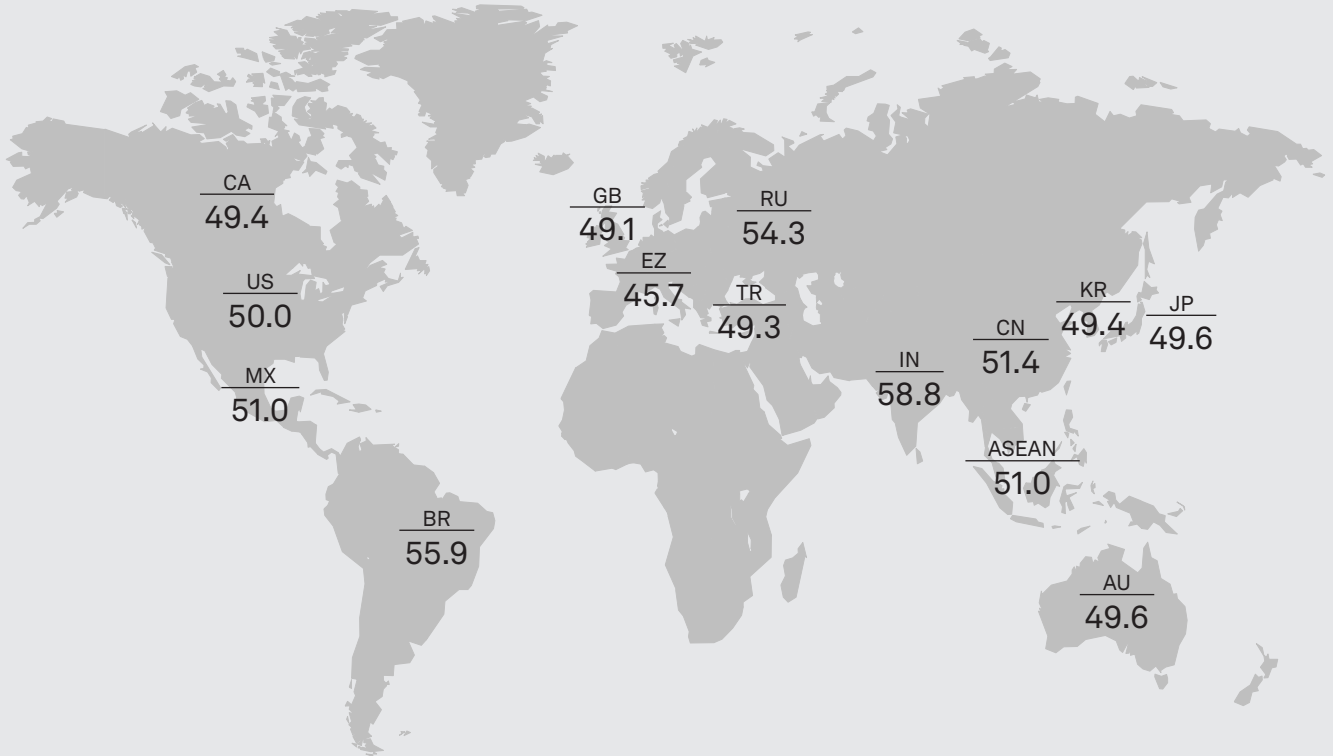 CA
49.4
GB
49.1
RU
54.3
EZ
45.7
US
50.0
TR
49.3
KR
49.4
JP
49.6
CN
51.4
IN
58.8
MX
51.0
ASEAN
51.0
BR
55.9
AU
49.6